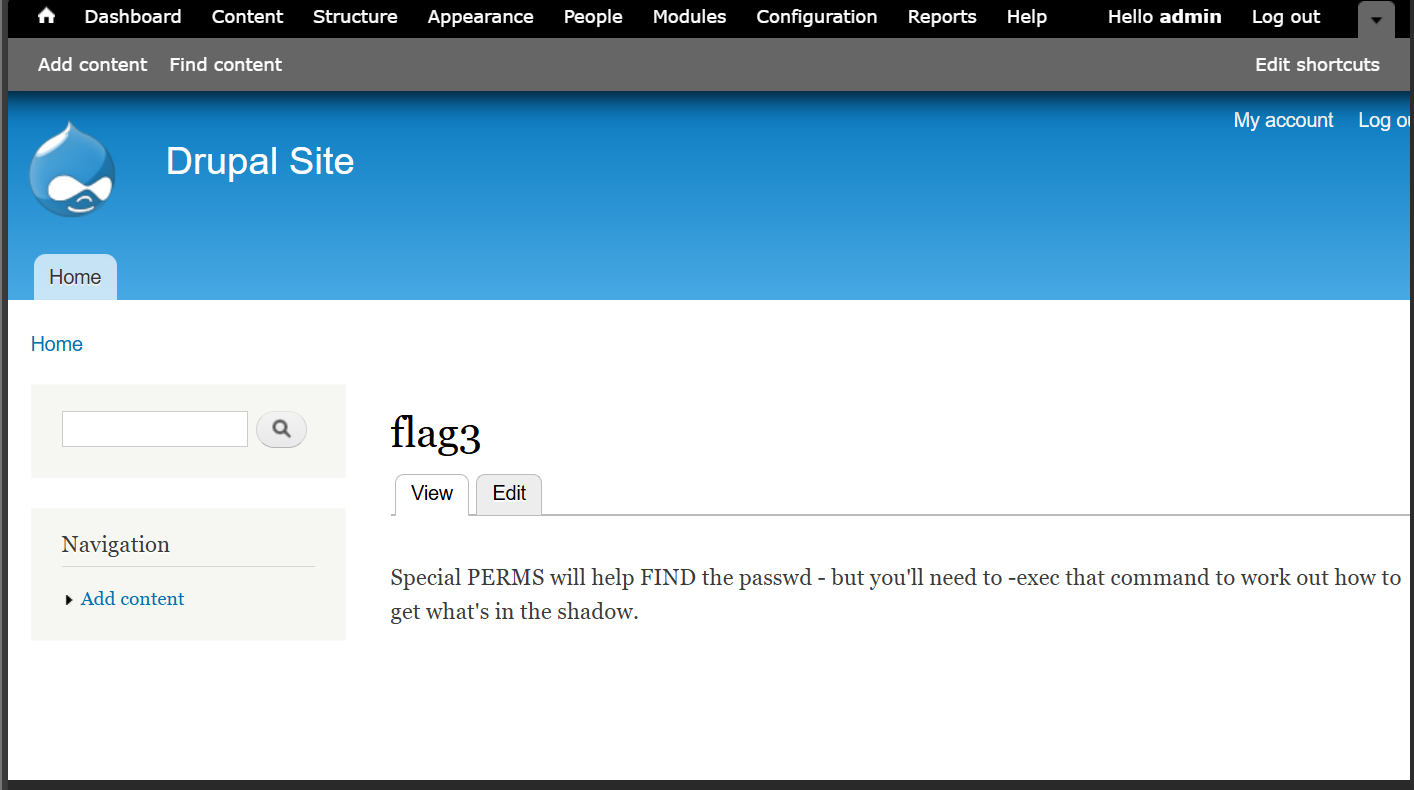 Dashboard Content Structure Appearance People Modules Configuration Reports Help Hello admin Log out
Add content Find content Edit shortcuts
My account Log ou
Drupal Site
Home
Home
flag3
View Edit
Navigation
Add content
Special PERMS will help FIND the passwd - but you'll need to -exec that command to work out how to
get what's in the shadow.